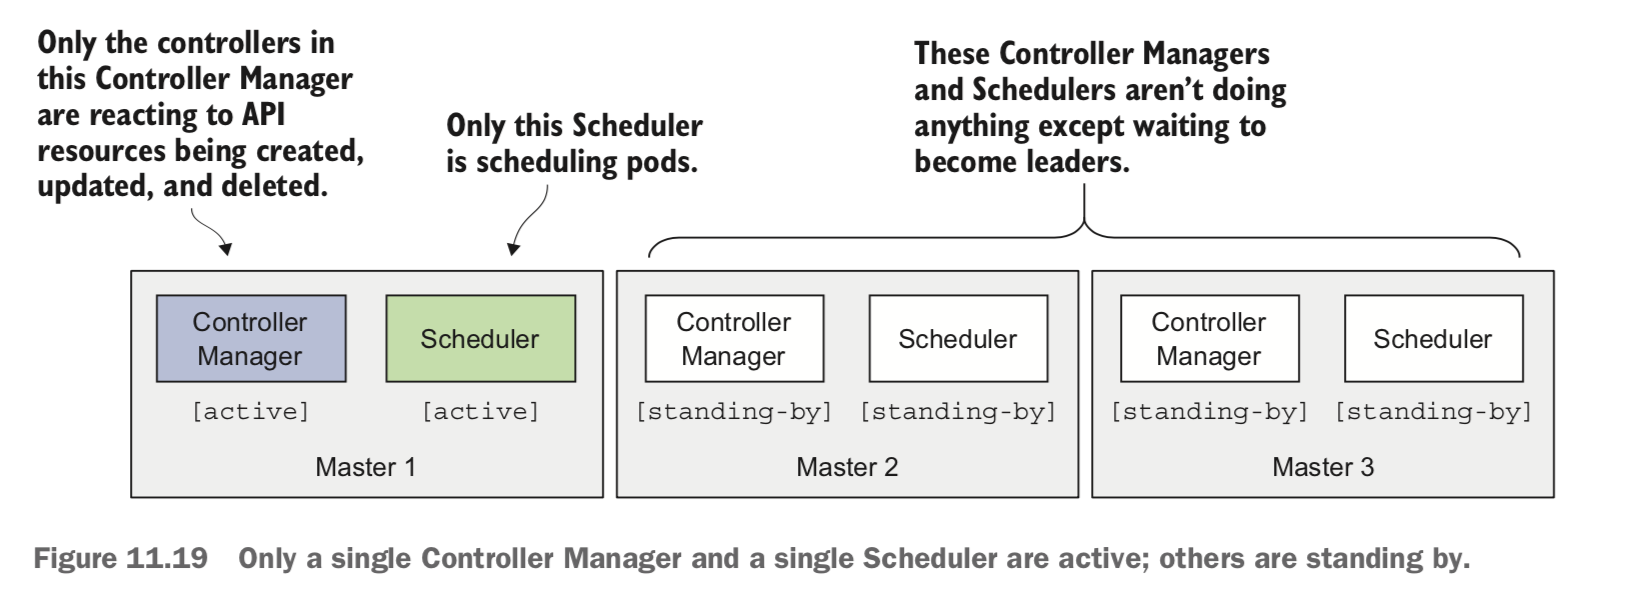 Only the controllers in
this Controller Manager
are reacting to API
resources being created,
updated, and deleted.
Only this Scheduler
is scheduling pods.
These Controller Managers
and Schedulers aren’t doing
anything except waiting to
become leaders.
Controller
Manager
[active]
Scheduler
[active]
Master 1
Controller
Manager
[standing-by]
Scheduler
[standing-by]
Master 2
Controller
Manager
[standing-by]
Scheduler
[standing-by]
Master 3
Figure 11.19 Only a single Controller Manager and a single Scheduler are active; others are standing by.